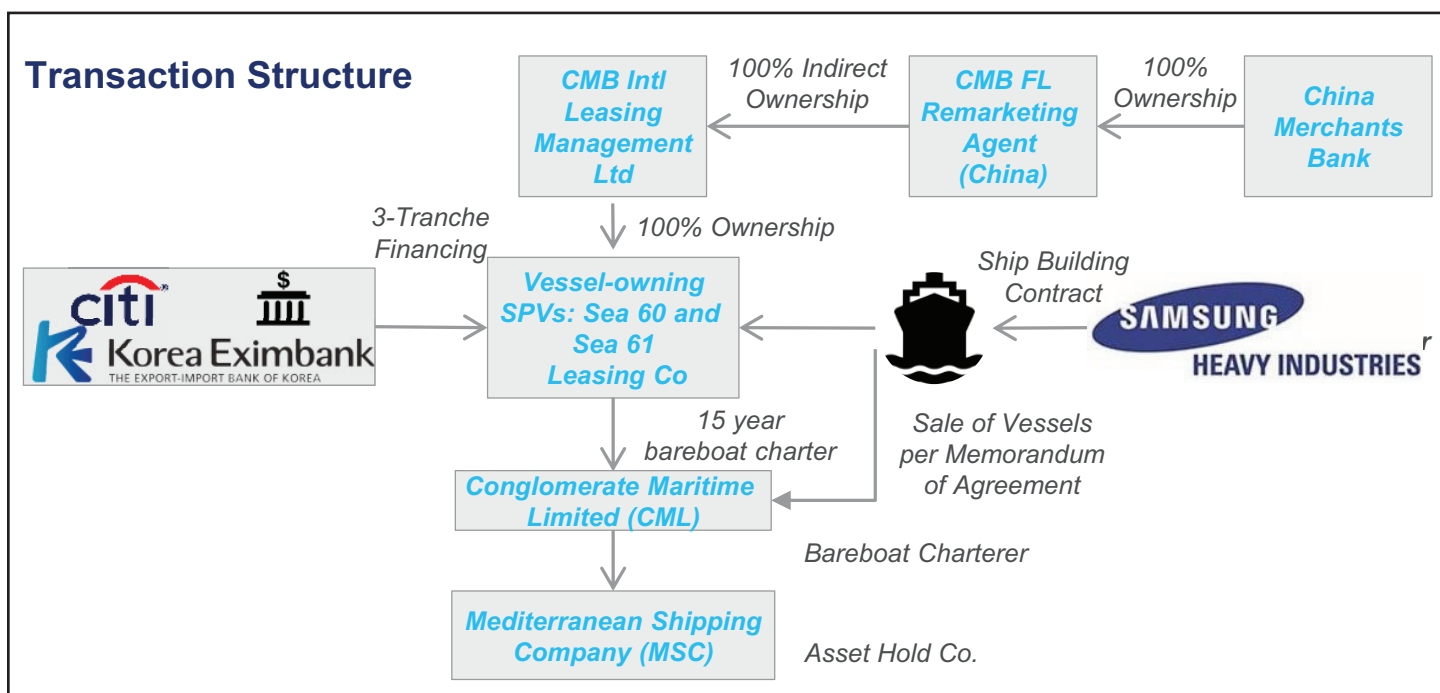 Transaction Structure
CMB Intl
Leasing
Management
Ltd
100% Indirect
Ownership
CMB FL
Remarketing
Agent
(China)
100%
Ownership
China
Merchants
Bank
3-Tranche
Financing
100% Ownership
citi®
$
Korea Eximbank
THE EXPORT-IMPORT BANK OF KOREA
Vessel-owning
SPVs: Sea 60 and
Sea 61
Leasing Co
Ship Building
Contract
SAMSUNG
HEAVY INDUSTRIES
r
15 year
bareboat charter
Sale of Vessels
per Memorandum
of Agreement
Conglomerate Maritime
Limited (CML)
Bareboat Charterer
Mediterranean Shipping
Company (MSC)
Asset Hold Co.